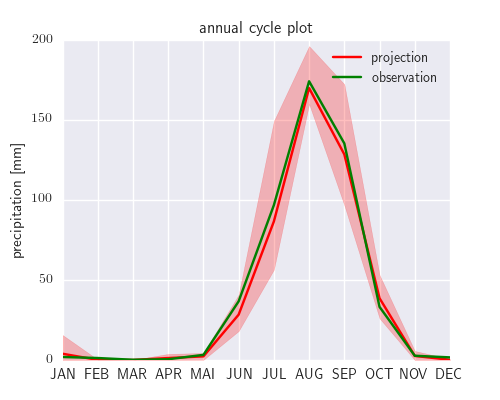 annual cycle plot
200
projection
observation
150
precipitation [mm]
100
50
0
JAN FEB MAR APR MAI JUN JUL AUG SEP OCT NOV DEC